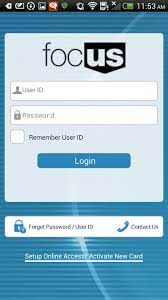 11:53 AM
focus
User ID
Password
Remember User ID
Login
Forgot Password / User ID
Contact Us
Setup Online Access/ Activate New Card